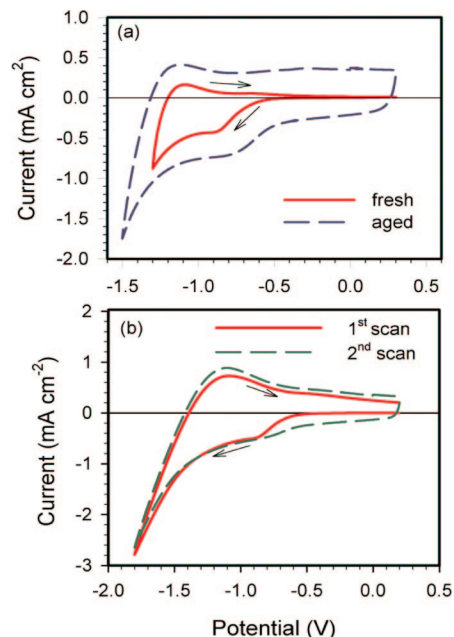 (a)
1.0
0.5
0.0
-0.5
-1.0
-1.5
-2.0
Current (mA cm²)
fresh
aged
-1.5 -1.0 -0.5 0.0 0.5
(b)
1st scan
2nd scan
2
1
0
-1
-2
-3
Current (mA cm-2)
-2.0 -1.5 -1.0 -0.5 0.0 0.5
Potential (V)